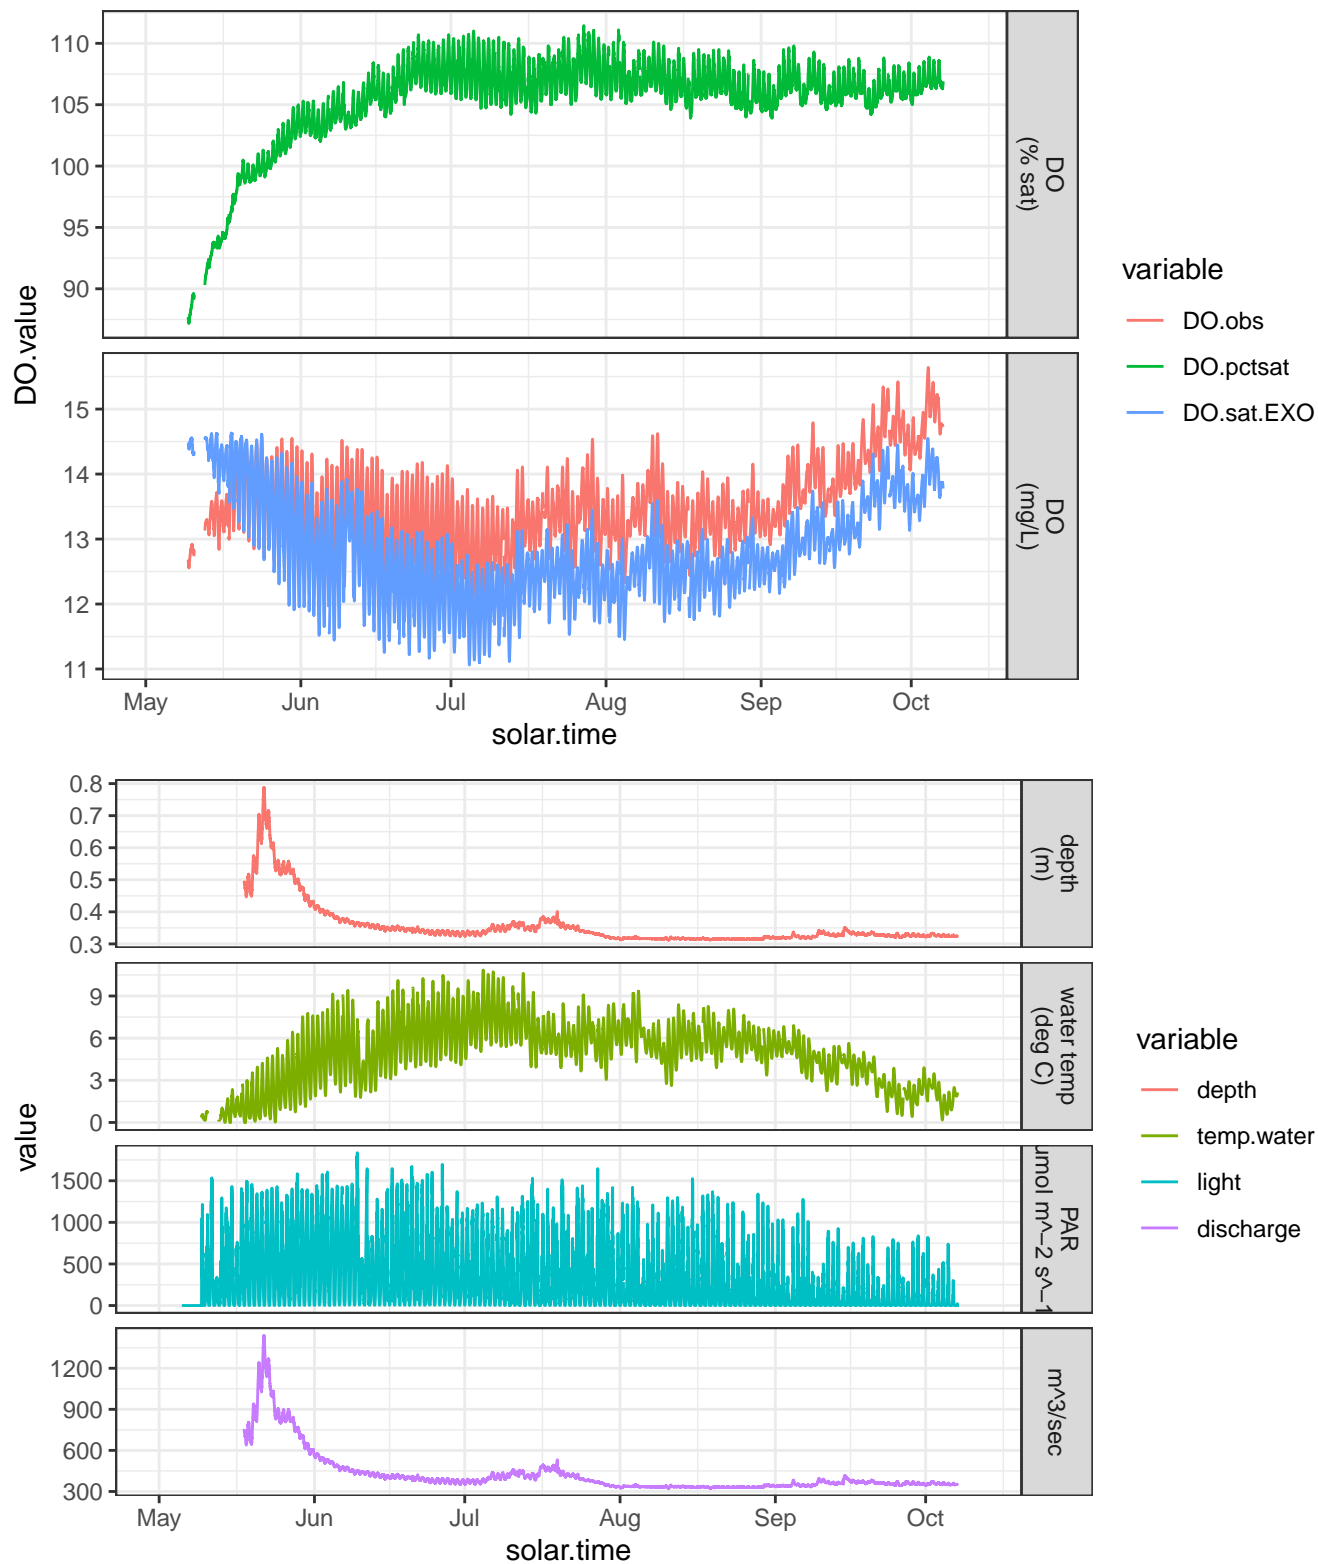 110
105
100
95
90
DO
(% sat)
15
14
13
12
11
DO
(mg/L)
DO.value
May Jun Jul Aug Sep Oct
solar.time
variable
DO.obs
DO.pctsat
DO.sat.EXO
0.8
0.7
0.6
0.5
0.4
0.3
depth
(m)
9
6
3
0
water temp
(deg C)
1500
1000
500
0
PAR
umol m^−2 s^−1
1200
900
600
300
m^3/sec
value
May Jun Jul Aug Sep Oct
solar.time
variable
depth
temp.water
light
discharge